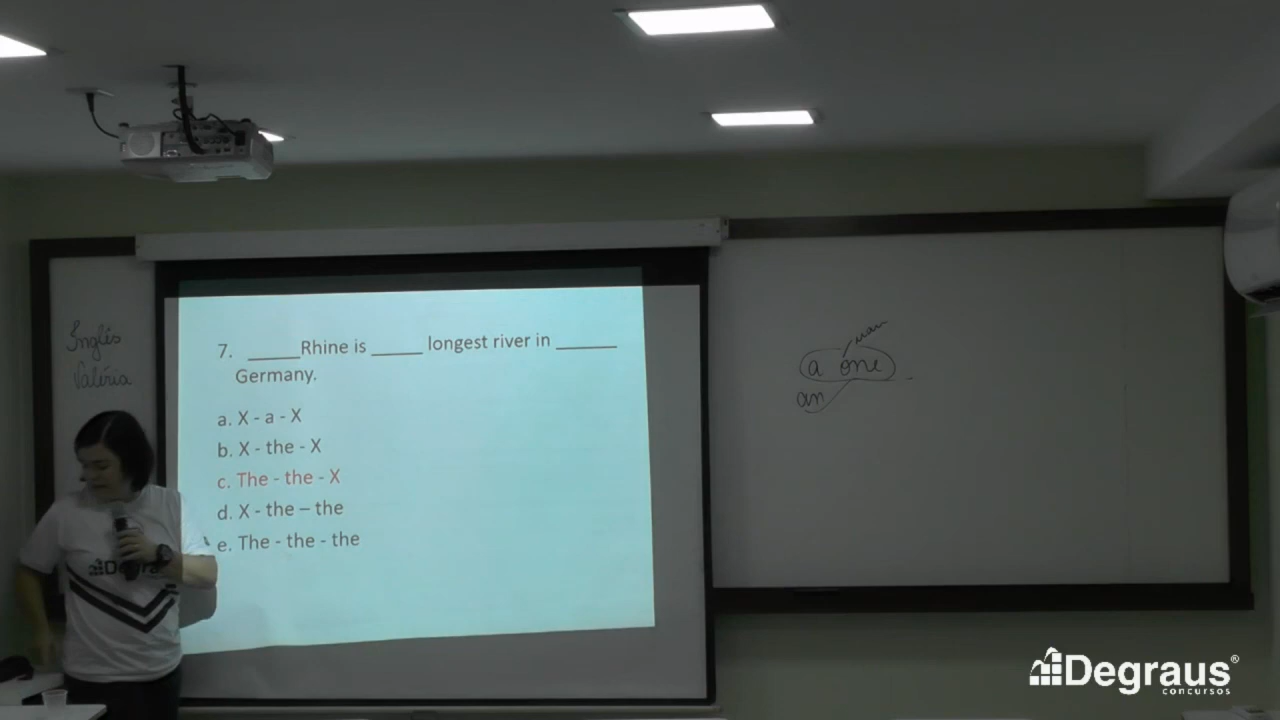 Inglês
Valéria
7. _____Rhine is _____ longest river in ______
Germany.
a. X - a - X
b. X - the - X
c. The - the - X
d. X - the – the
e. The - the - the
a one
an
Degraus®
concursos